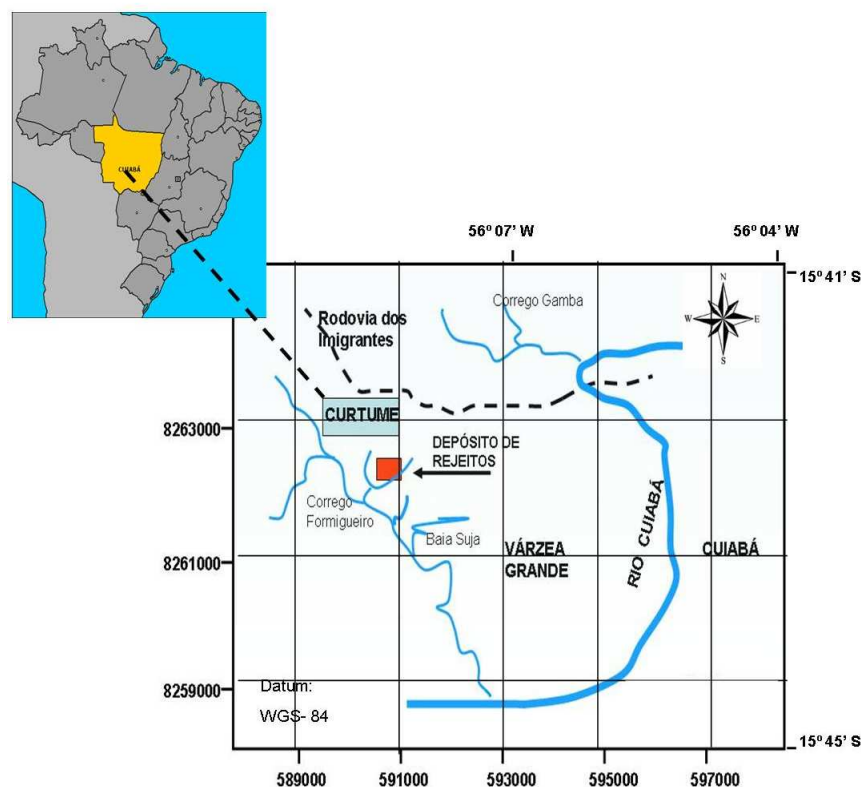 CUIABÁ
56º 07' W
56º 04' W
15º 41' S
Corrego Gamba
N
W
E
S
Rodovia dos
Imigrantes
CURTUME
8263000
DEPÓSITO DE
REJEITOS
Corrego
Formigueiro
Baia Suja
VÁRZEA
GRANDE
RIO CUIABÁ
CUIABÁ
8261000
8259000
Datum:
WGS- 84
15º 45' S
589000
591000
593000
595000
597000